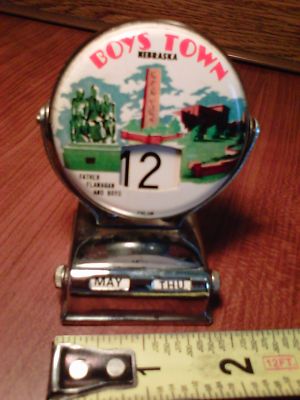 BOYS TOWN
NEBRASKA
12
FATHER
FLANAGAN
AND BOYS
MAY THU
1 2
12FT.